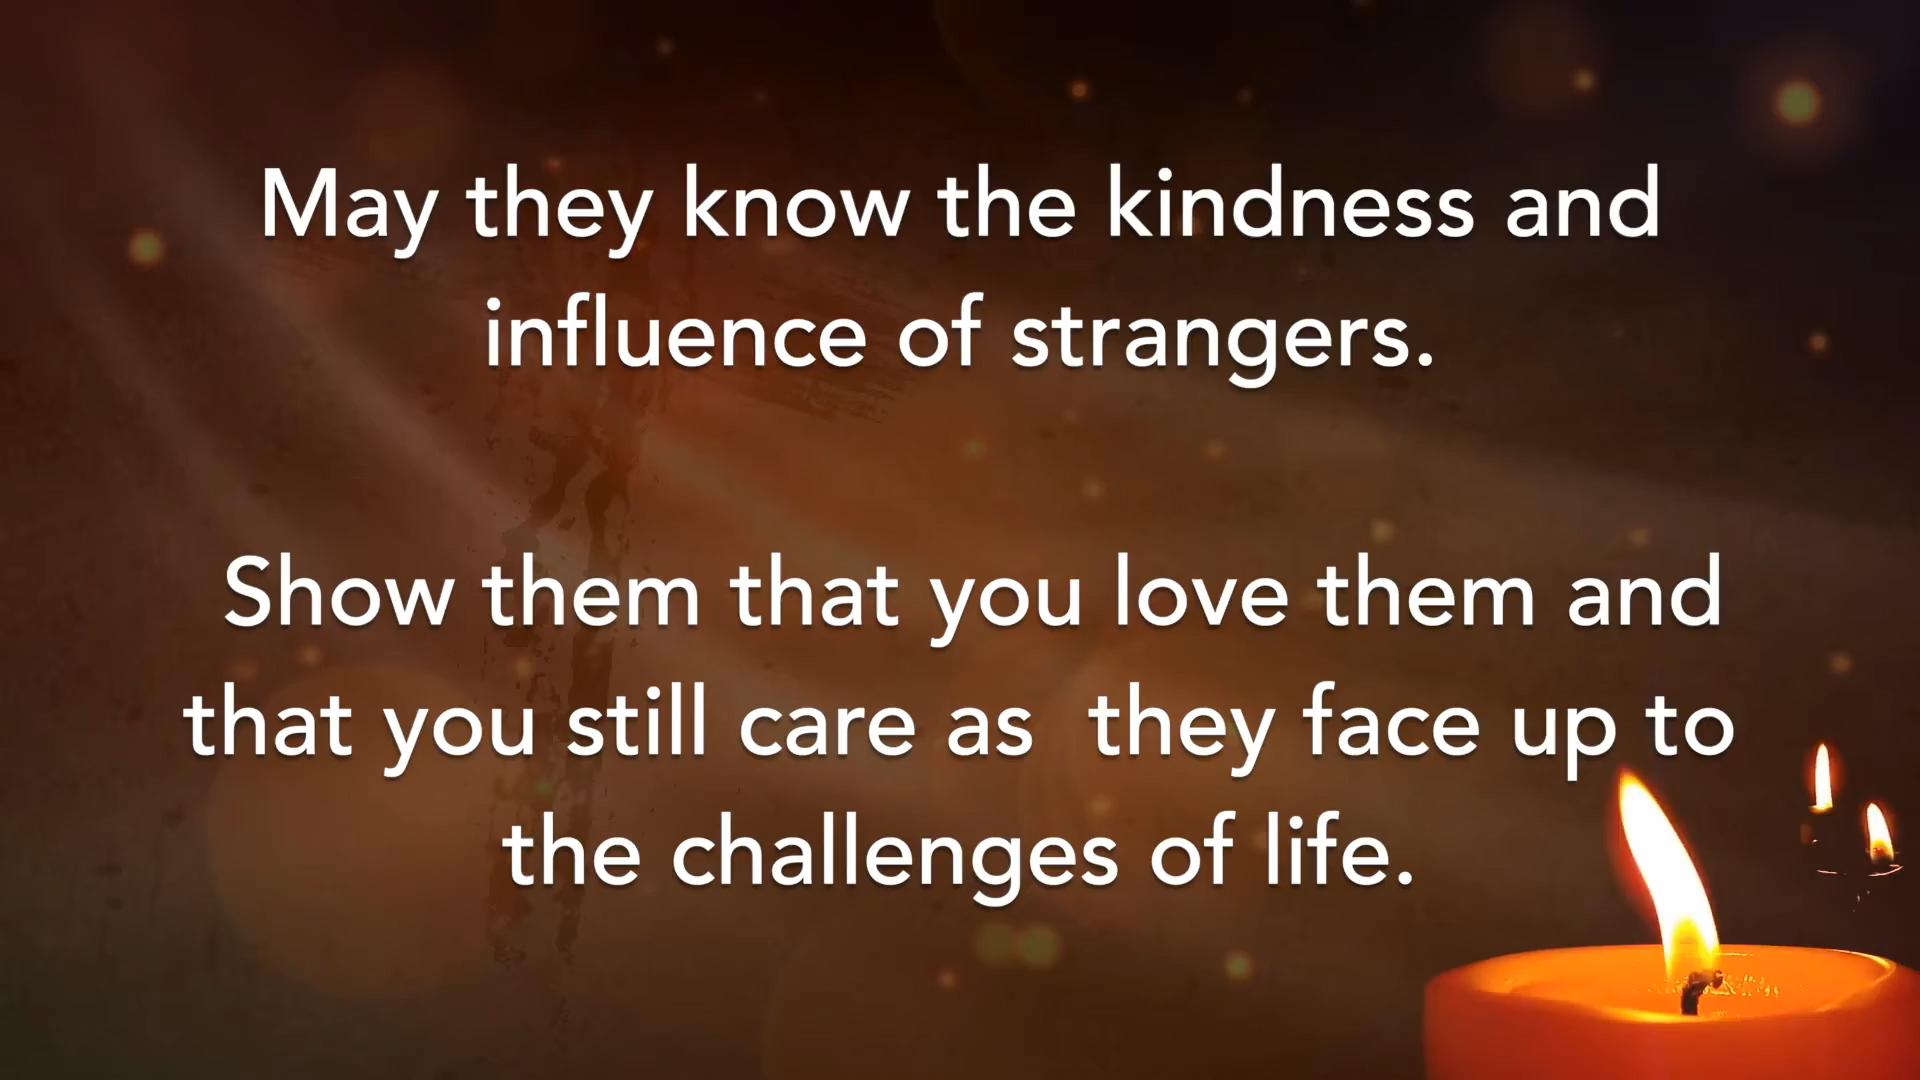 May they know the kindness and
influence of strangers.
Show them that you love them and
that you still care as  they face up to
the challenges of life.